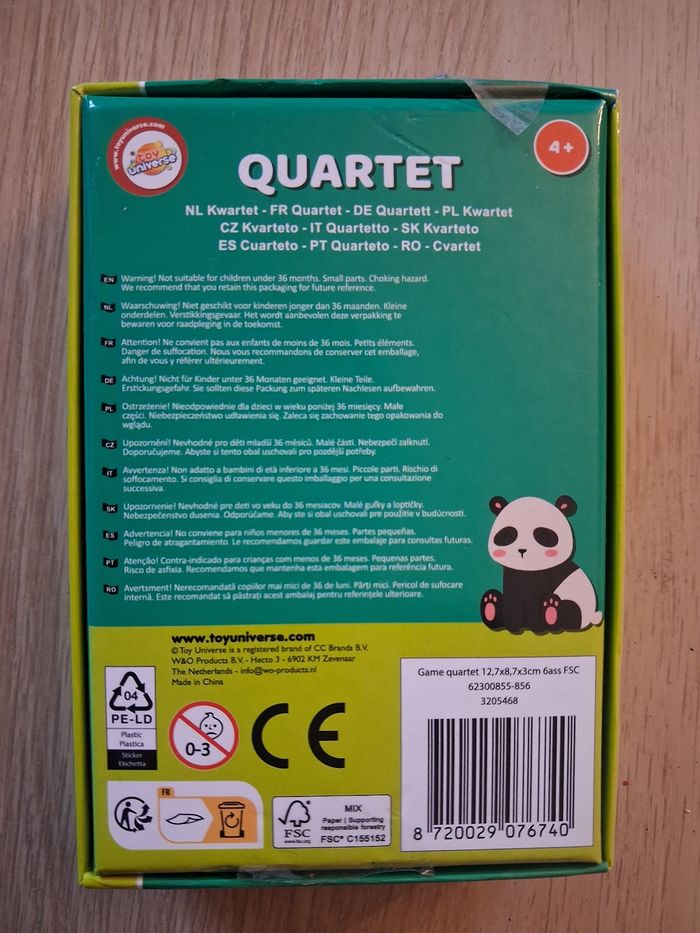 www.toyuniverse.com
toy
universe
QUARTET
4+
NL Kwartet - FR Quartet - DE Quartett - PL Kwartet
CZ Kvarteto - IT Quartetto - SK Kvarteto
ES Cuarteto - PT Quarteto - RO - Cvartet
EN Warning! Not suitable for children under 36 months. Small parts. Choking hazard.
We recommend that you retain this packaging for future reference.
NL Waarschuwing! Niet geschikt voor kinderen jonger dan 36 maanden. Kleine
onderdelen. Verstikkingsgevaar. Het wordt aanbevolen deze verpakking te
bewaren voor raadpleging in de toekomst.
FR Attention! Ne convient pas aux enfants de moins de 36 mois. Petits éléments.
Danger de suffocation. Nous vous recommandons de conserver cet emballage,
afin de vous y référer ultérieurement.
DE Achtung! Nicht für Kinder unter 36 Monaten geeignet. Kleine Teile.
Erstickungsgefahr. Sie sollten diese Packung zum späteren Nachlesen aufbewahren.
PL Ostrzeżenie! Nieodpowiednie dla dzieci w wieku poniżej 36 miesięcy. Małe
części. Niebezpieczeństwo udławienia się. Zaleca się zachowanie tego opakowania do
wglądu.
CZ Upozornění! Nevhodné pro děti mladší 36 měsíců. Malé části. Nebezpečí zalknutí.
Doporučujeme. Abyste si tento obal uschovali pro pozdější potřeby.
IT Avvertenza! Non adatto a bambini di età inferiore a 36 mesi. Piccole parti. Rischio di
soffocamento. Si consiglia di conservare questo imballaggio per una consultazione
successiva.
SK Upozornenie! Nevhodné pre deti vo veku do 36 mesiacov. Malé guľky a loptičky.
Nebezpečenstvo dusenia. Odporúčame. Aby ste si tento obal uschovali pre použitie v budúcnosti.
ES Advertencia! No conviene para niños menores de 36 meses. Partes pequeñas.
Peligro de atragantamiento. Le recomendamos guardar este embalaje para consultas futuras.
PT Atenção! Contra-indicado para crianças com menos de 36 meses. Pequenas partes.
Risco de asfixia. Recomendamos que mantenha esta embalagem para referência futura.
RO Avertsment! Nerecomandată copiilor mai mici de 36 de luni. Părţi mici. Pericol de sufocare
internă. Este recomandat să păstraţi acest ambalaj pentru referinţele ulterioare.
www.toyuniverse.com
© Toy Universe is a registered brand of CC Brands B.V.
W&O Products B.V. - Hecto 3 - 6902 KM Zevenaar
The Netherlands - info@wo-products.nl
Made in China
04
PE-LD
Plastic
Plastica
Sticker
Etichetta
0-3
CE
Game quartet 12,7x8,7x3cm 6ass FSC
62300855-856
3205468
8 720029 076740
FR
FSC
www.fsc.org
MIX
Paper | Supporting
responsible forestry
FSC® C155152